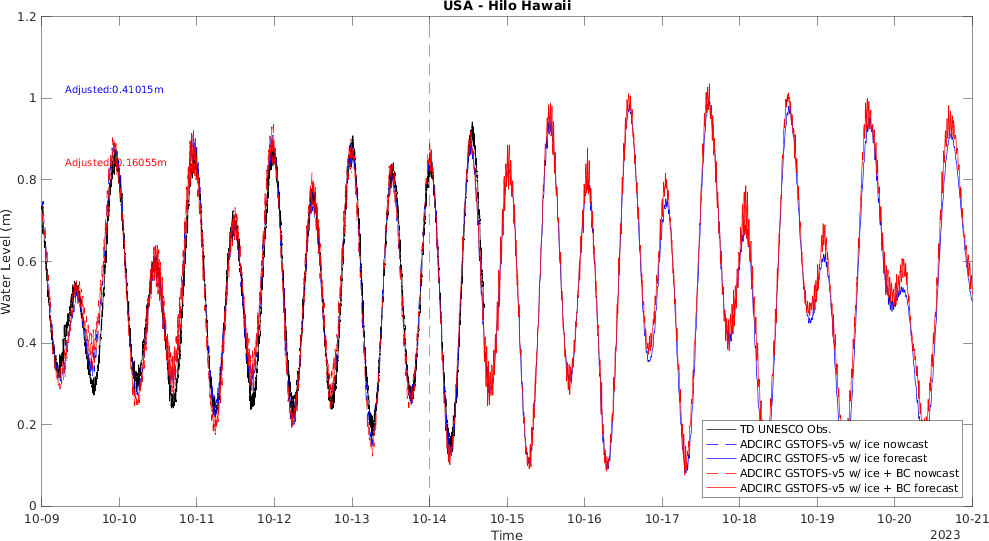 USA - Hilo Hawaii
1.2
1
0.8
0.6
0.4
0.2
0
Water Level (m)
Adjusted:0.41015m
0.16055m
TD UNESCO Obs.
ADCIRC GSTOFS-v5 w/ ice nowcast
ADCIRC GSTOFS-v5 w/ ice forecast
ADCIRC GSTOFS-v5 w/ ice + BC nowcast
ADCIRC GSTOFS-v5 w/ ice + BC forecast
10-09 10-10 10-11 10-12 10-13 10-14 10-15 10-16 10-17 10-18 10-19 10-20 10-21
Time
2023